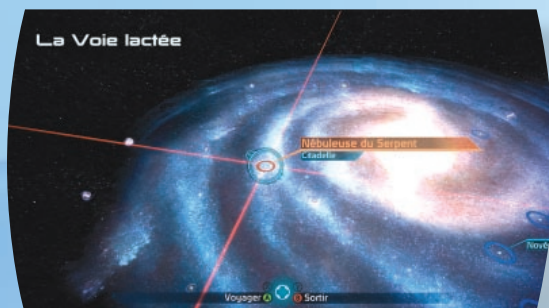 La Voie lactée
Nébuleuse du Serpent
Citadelle
Voyager A B Sortir